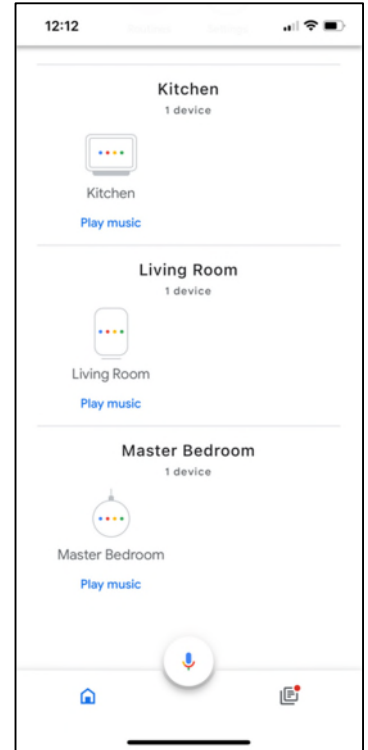 12:12
Kitchen
1 device
Kitchen
Play music
Living Room
1 device
Living Room
Play music
Master Bedroom
1 device
Master Bedroom
Play music